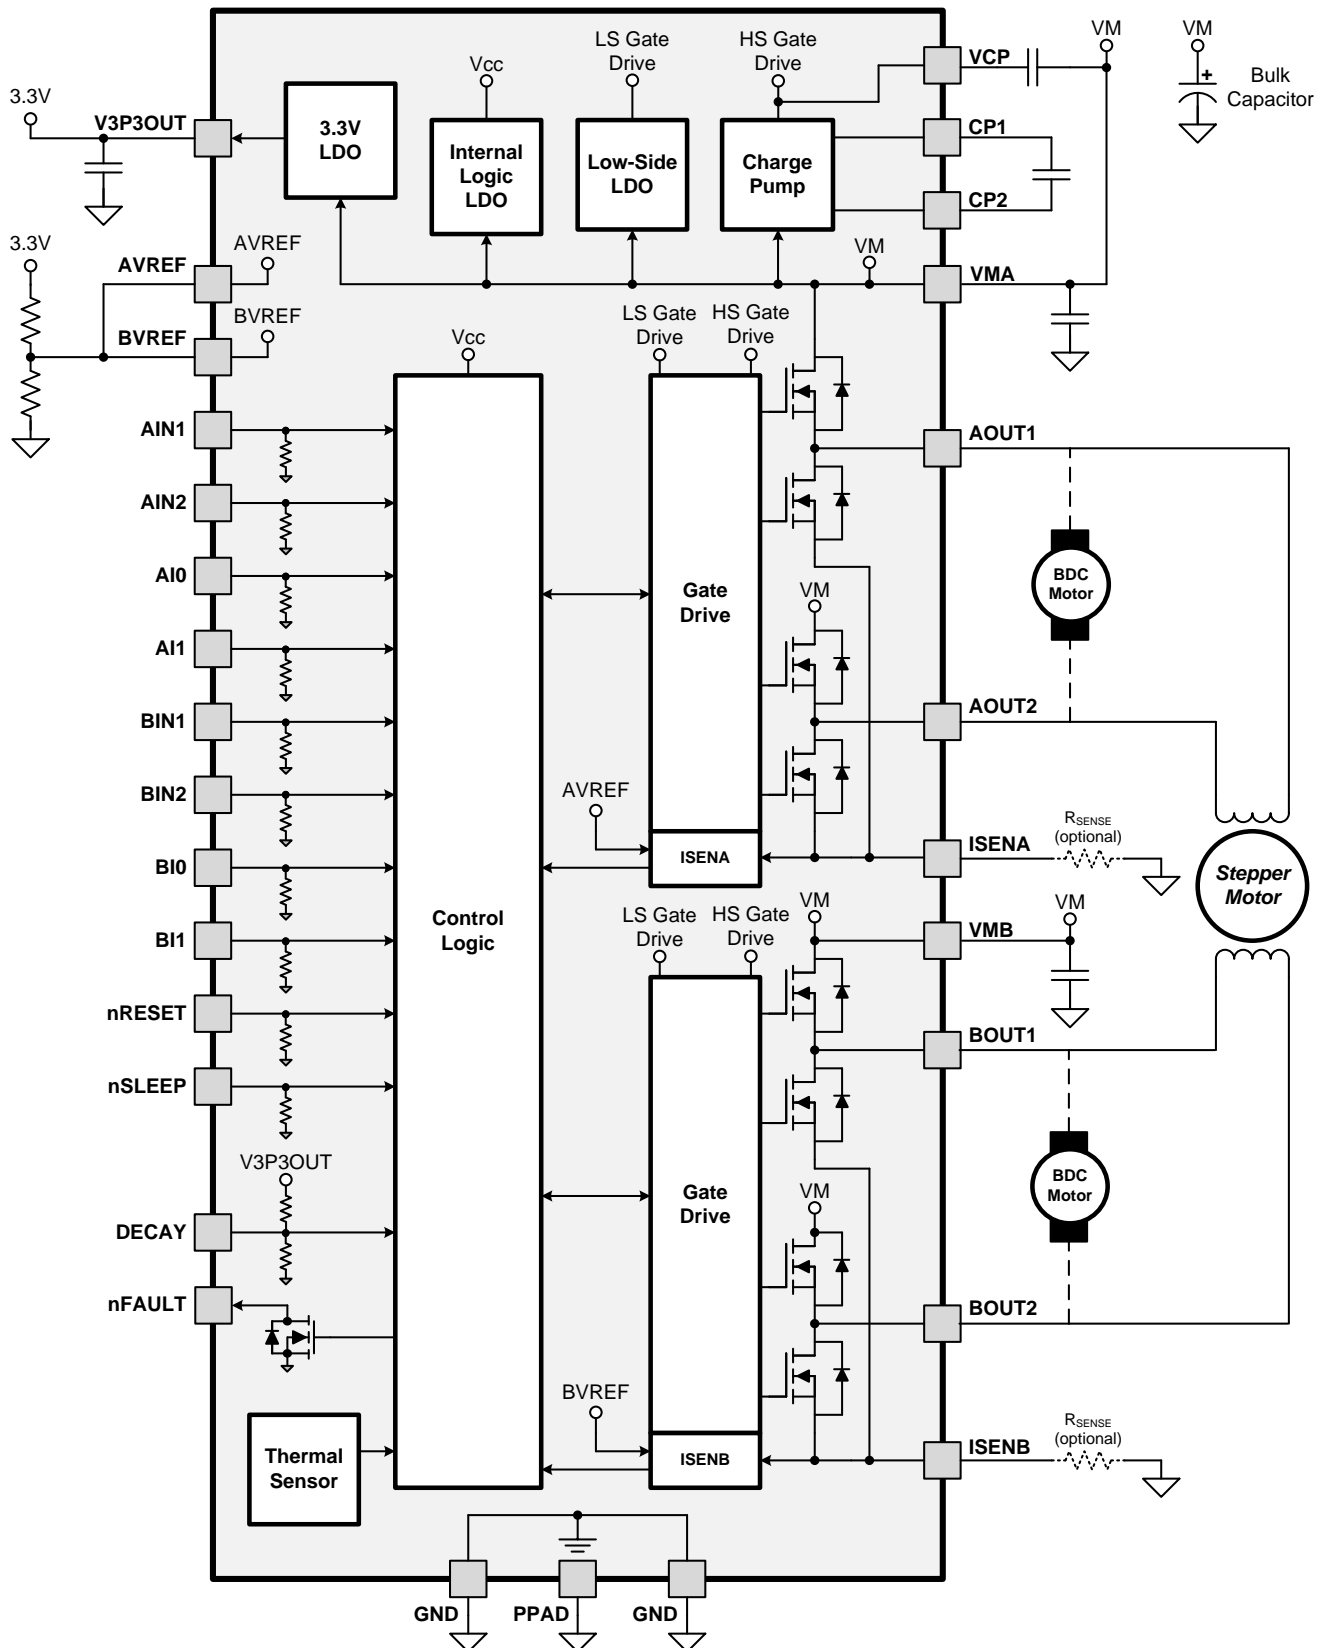 LS Gate
Drive
HS Gate
Drive
VCP
VM
VM
Bulk
Capacitor
3.3V
V3P3OUT
3.3V
LDO
Vcc
Internal
Logic
LDO
Low-Side
LDO
Charge
Pump
CP1
CP2
3.3V
AVREF
AVREF
VM
VMA
BVREF
BVREF
Vcc
LS Gate
Drive
HS Gate
Drive
AIN1
AOUT1
AIN2
AI0
BDC
Motor
Gate
Drive
VM
AI1
BIN1
AOUT2
BIN2
AVREF
RSENSE
(optional)
BI0
ISENA
ISENA
Stepper
Motor
Control
Logic
LS Gate
Drive
HS Gate
Drive
VM
VMB
VM
BI1
nRESET
BOUT1
nSLEEP
V3P3OUT
Gate
Drive
VM
BDC
Motor
DECAY
nFAULT
BOUT2
BVREF
RSENSE
(optional)
Thermal
Sensor
ISENB
ISENB
GND
PPAD
GND